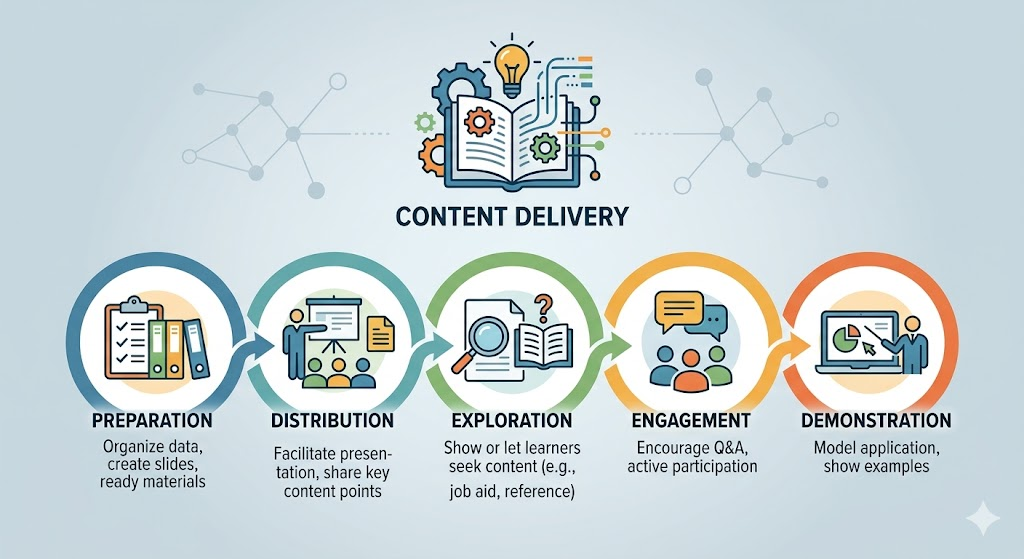 CONTENT DELIVERY
PREPARATION
Organize data,
create slides,
ready materials
DISTRIBUTION
Facilitate presen-
tation, share key
content points
EXPLORATION
Show or let learners
seek content (e.g.,
job aid, reference)
ENGAGEMENT
Encourage Q&A,
active participation
DEMONSTRATION
Model application,
show examples